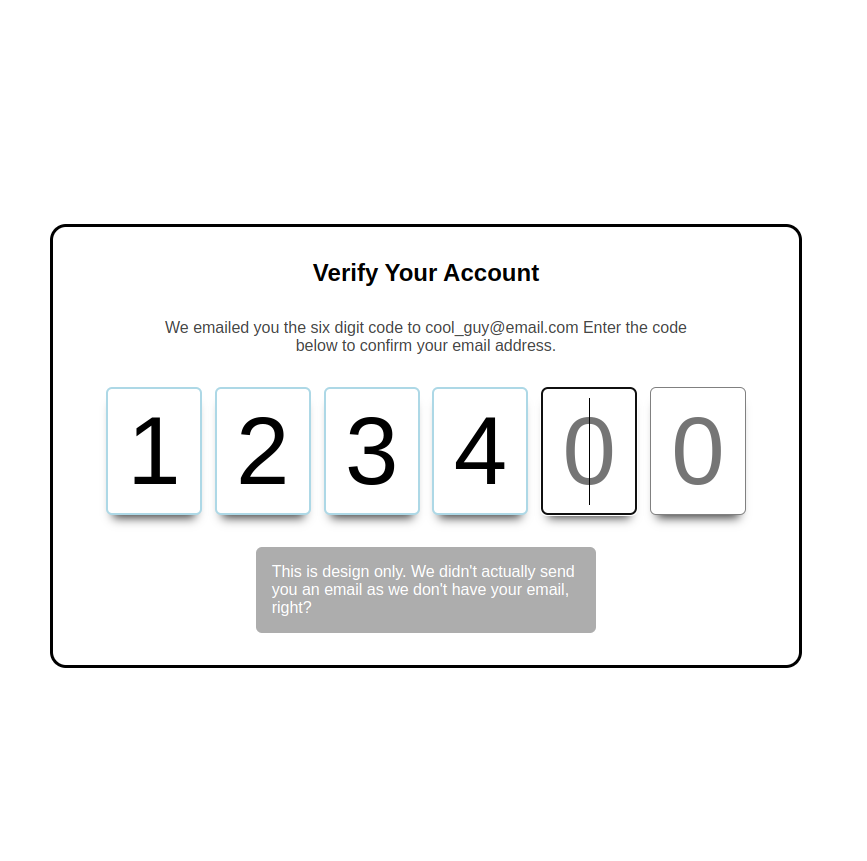 Verify Your Account
We emailed you the six digit code to cool_guy@email.com Enter the code
below to confirm your email address.
1 2 3 4 0 0
This is design only. We didn't actually send
you an email as we don't have your email,
right?